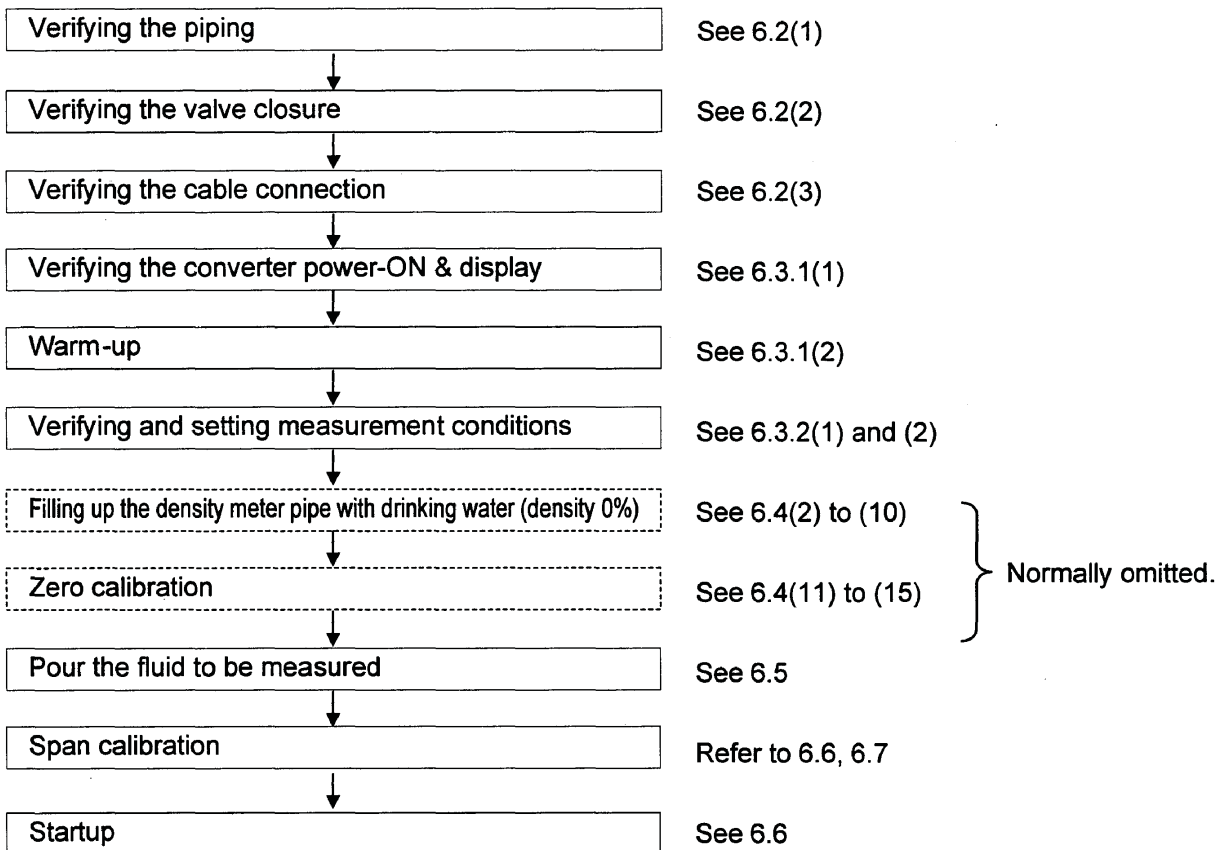 Verifying the piping See 6.2(1)
Verifying the valve closure See 6.2(2)
Verifying the cable connection See 6.2(3)
Verifying the converter power-ON & display See 6.3.1(1)
Warm-up See 6.3.1(2)
Verifying and setting measurement conditions See 6.3.2(1) and (2)
Filling up the density meter pipe with drinking water (density 0%) See 6.4(2) to (10)
Normally omitted.
Zero calibration See 6.4(11) to (15)
Pour the fluid to be measured See 6.5
Span calibration Refer to 6.6, 6.7
Startup See 6.6